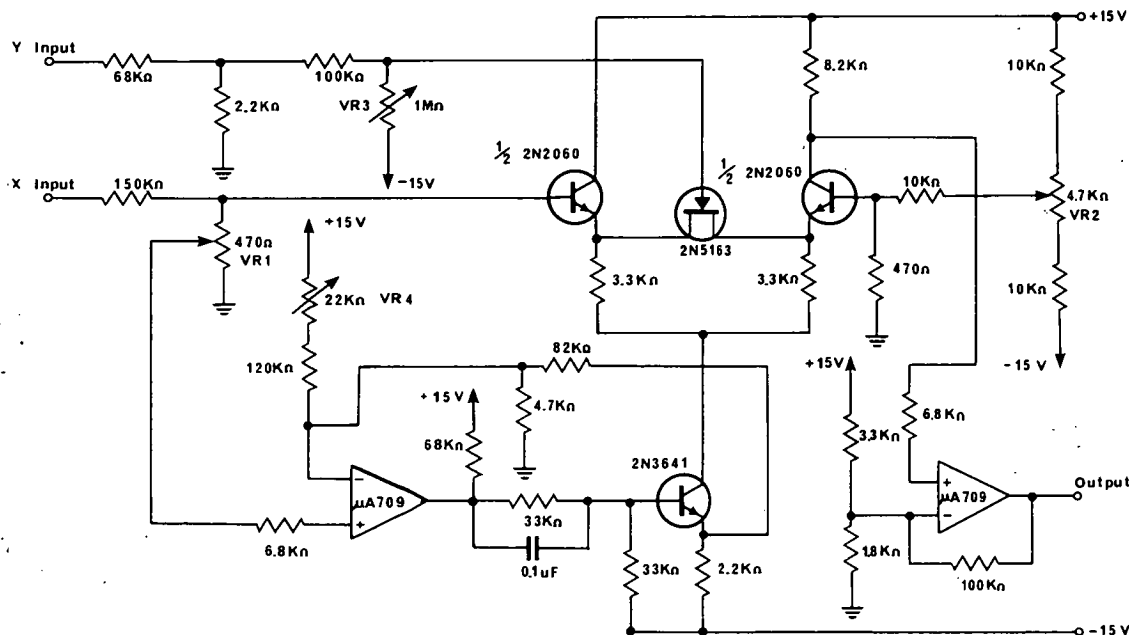 +15V
Y Input
68KΩ
100KΩ
8.2KΩ
10KΩ
2.2KΩ
VR3
1MΩ
1/2 2N2060
-15V
1/2 2N2060
X Input
150KΩ
10KΩ
4.7KΩ
VR2
+15V
470Ω
VR1
2N5163
470Ω
3.3KΩ
3.3KΩ
10KΩ
22KΩ VR4
82KΩ
+15V
-15V
120KΩ
+15V
4.7KΩ
3.3KΩ
6.8KΩ
68KΩ
2N3641
-
μA709
+
+
μA709
-
Output
33KΩ
6.8KΩ
0.1uF
33KΩ
2.2KΩ
1.8KΩ
100KΩ
-15V